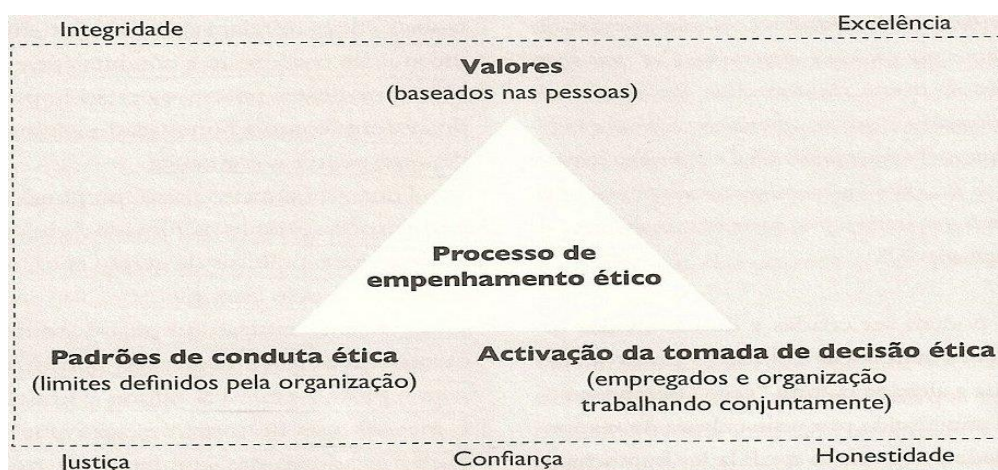 Integridade
Excelência
Valores
(baseados nas pessoas)
Processo de
empenhamento ético
Padrões de conduta ética
(limites definidos pela organização)
Activação da tomada de decisão ética
(empregados e organização
trabalhando conjuntamente)
Justiça
Confiança
Honestidade